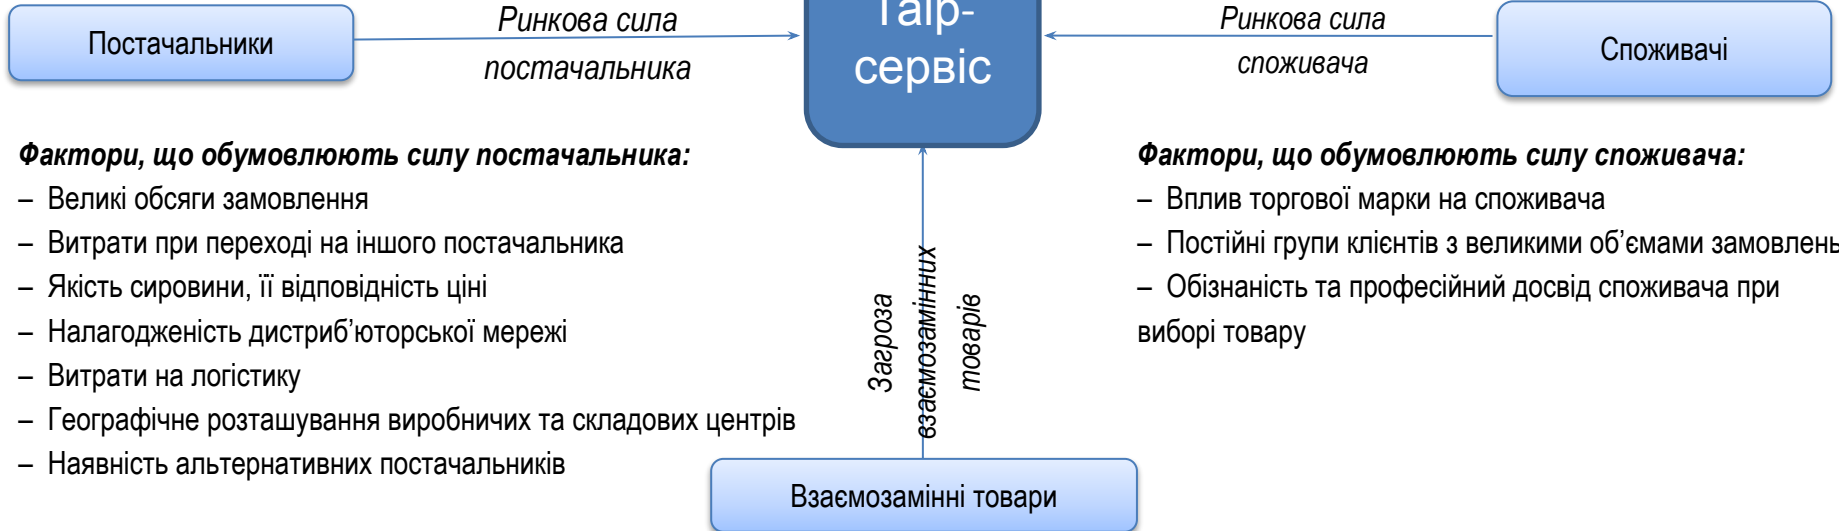 Постачальники
Ринкова сила
постачальника
Таір-
сервіс
Ринкова сила
споживача
Споживачі
Фактори, що обумовлюють силу постачальника:
– Великі обсяги замовлення
– Витрати при переході на іншого постачальника
– Якість сировини, її відповідність ціні
– Налагодженість дистриб’юторської мережі
– Витрати на логістику
– Географічне розташування виробничих та складових центрів
– Наявність альтернативних постачальників
Загроза
взаємозамінних
товарів
Фактори, що обумовлюють силу споживача:
– Вплив торгової марки на споживача
– Постійні групи клієнтів з великими об’ємами замовлень
– Обізнаність та професійний досвід споживача при
виборі товару
Взаємозамінні товари